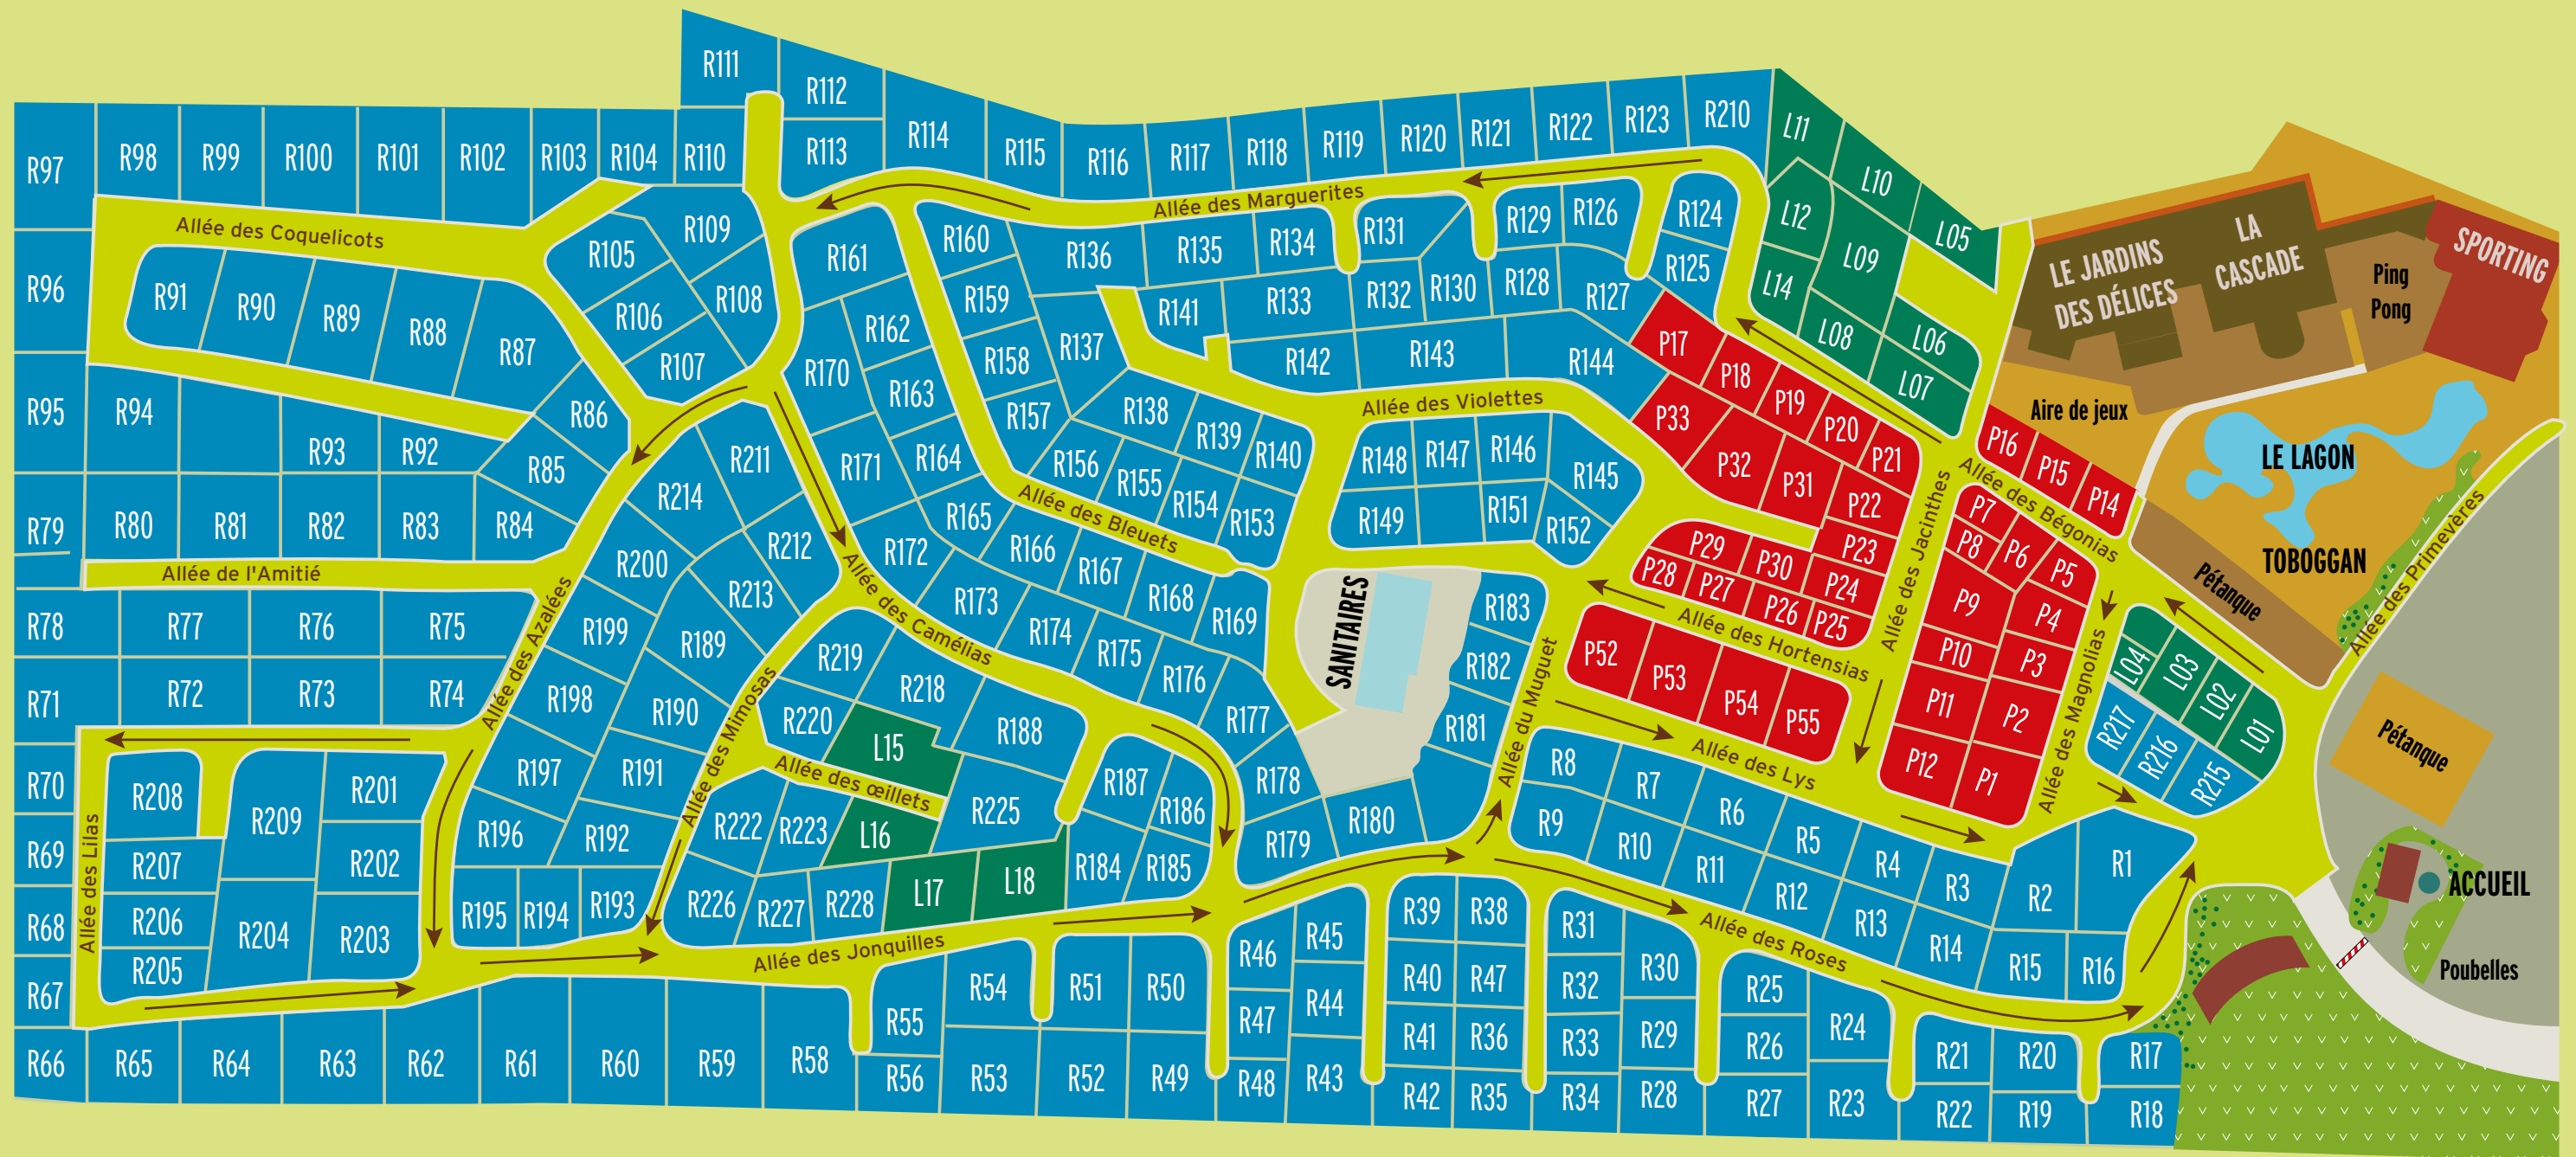 R111
R112
R113
R114
R115
R116
R117
R118
R119
R120
R121
R122
R123
R210
R97
R98
R99
R100
R101
R102
R103
R104
R110
L11
L10
L05
L12
L09
L14
L08
L06
L07
Allée des Marguerites
Allée des Coquelicots
R96
R91
R90
R89
R88
R87
R105
R109
R106
R108
R107
R161
R162
R170
R163
R171
R164
R160
R159
R158
R157
R136
R135
R134
R131
R129
R126
R124
R125
R137
R141
R133
R132
R130
R128
R127
R142
R143
R144
R138
R139
R140
R156
R155
R154
R153
Allée des Violettes
R148
R147
R146
R145
R149
R151
R152
Allée des Bleuets
R95
R94
R93
R92
R86
R85
R79
R80
R81
R82
R83
R84
Allée de l'Amitié
R78
R77
R76
R75
R71
R72
R73
R74
Allée des Azalées
R211
R214
R212
R200
R213
R199
R189
R198
R190
R197
R191
R196
R192
R195
R194
R193
R172
R165
R166
R167
R168
R169
R173
R174
R175
R176
R177
R178
R179
R180
Allée des Camélias
Allée des Mimosas
R219
R218
R220
R188
L15
Allée des œillets
R222
R223
L16
R225
R226
R227
R228
L17
L18
R187
R186
R184
R185
SANITAIRES
R183
R182
R181
Allée du Muguet
P17
P18
P19
P20
P21
P33
P32
P31
P22
P23
P29
P30
P24
P28
P27
P26
P25
Allée des Hortensias
Allée des Jacinthes
P52
P53
P54
P55
Allée des Lys
P16
P15
P14
Allée des Bégonias
P7
P8
P6
P5
P9
P4
P10
P3
P11
P2
P12
P1
Allée des Magnolias
L04
L03
L02
L01
R217
R216
R215
LE JARDINS
DES DÉLICES
LA
CASCADE
Ping
Pong
SPORTING
Aire de jeux
LE LAGON
TOBOGGAN
Pétanque
Allée des Primevères
Pétanque
ACCUEIL
Poubelles
R70
R69
R68
R67
R66
Allée des Lilas
R208
R209
R201
R207
R202
R206
R204
R203
R205
Allée des Jonquilles
R65
R64
R63
R62
R61
R60
R59
R58
R55
R56
R54
R53
R51
R52
R50
R49
R46
R45
R47
R44
R48
R43
R39
R38
R40
R47
R41
R36
R42
R35
R31
R30
R32
R33
R29
R34
R28
R25
R24
R26
R27
R23
R21
R20
R22
R19
R17
R18
Allée des Roses
R8
R7
R6
R5
R4
R3
R2
R1
R9
R10
R11
R12
R13
R14
R15
R16